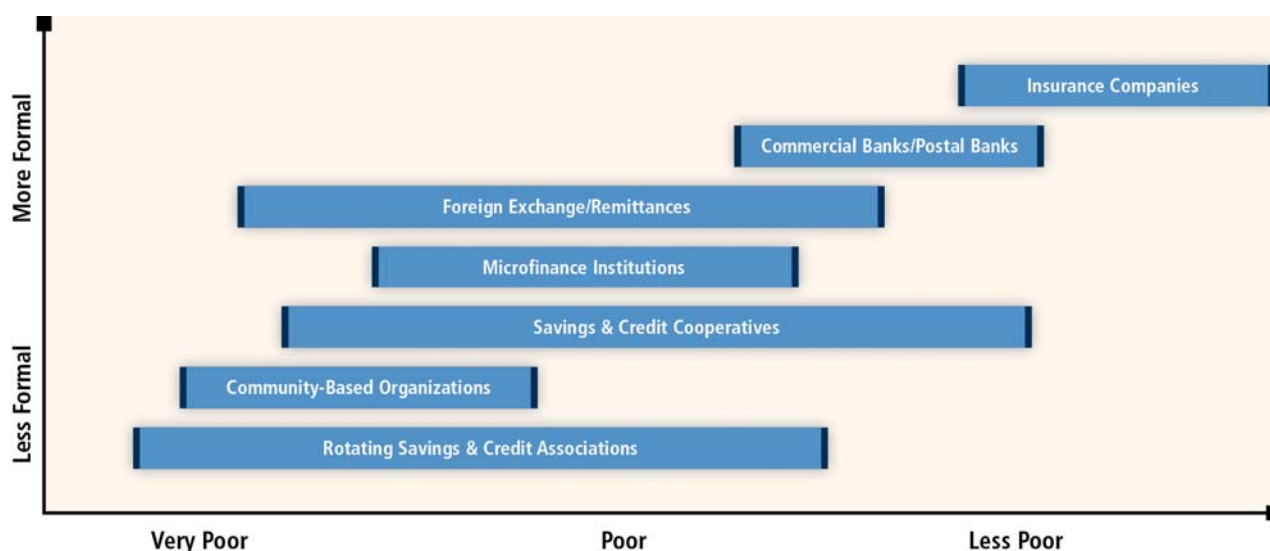 More Formal
Less Formal
Insurance Companies
Commercial Banks/Postal Banks
Foreign Exchange/Remittances
Microfinance Institutions
Savings & Credit Cooperatives
Community-Based Organizations
Rotating Savings & Credit Associations
Very Poor
Poor
Less Poor